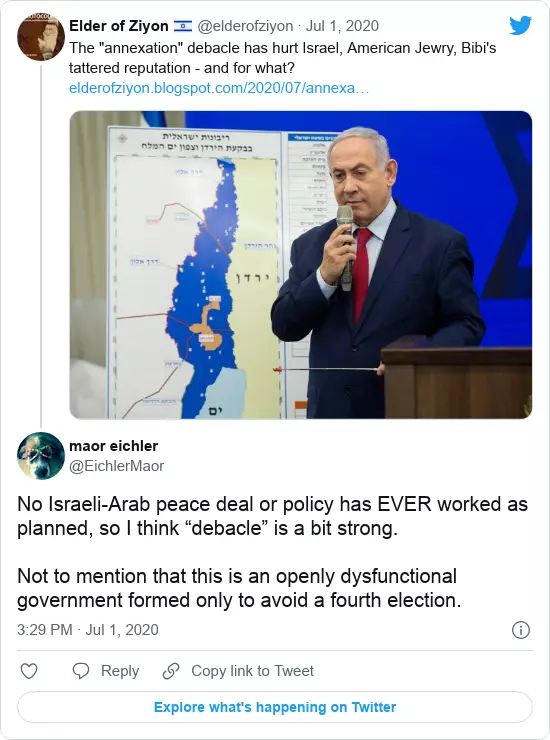 Elder of Ziyon @elderofziyon · Jul 1, 2020
The "annexation" debacle has hurt Israel, American Jewry, Bibi's
tattered reputation - and for what?
elderofziyon.blogspot.com/2020/07/annexa…
ריבונות ישראלית
בבקעת הירדן וצפון ים המלח
ירדן
ים
maor eichler
@EichlerMaor
No Israeli-Arab peace deal or policy has EVER worked as
planned, so I think “debacle” is a bit strong.
Not to mention that this is an openly dysfunctional
government formed only to avoid a fourth election.
3:29 PM · Jul 1, 2020
Reply
Copy link to Tweet
Explore what's happening on Twitter